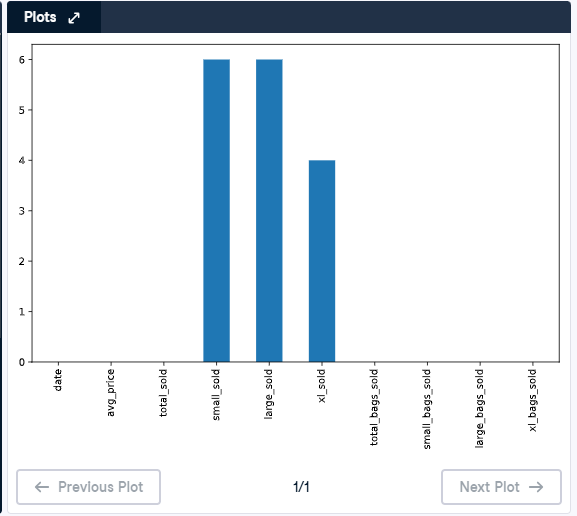 Plots
6
5
4
3
2
1
0
date
avg_price
total_sold
small_sold
large_sold
xl_sold
total_bags_sold
small_bags_sold
large_bags_sold
xl_bags_sold
← Previous Plot
1/1
Next Plot →